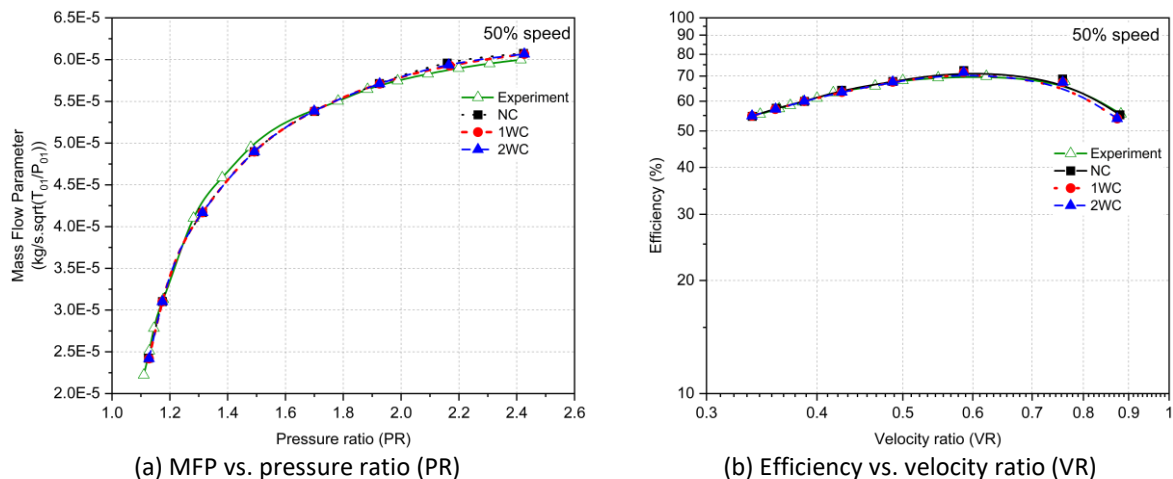 6.5E-5
6.0E-5
5.5E-5
5.0E-5
4.5E-5
4.0E-5
3.5E-5
3.0E-5
2.5E-5
2.0E-5
Mass Flow Parameter
(kg/s.sqrt(T01/P01))
50% speed
Experiment
NC
1WC
2WC
1.0 1.2 1.4 1.6 1.8 2.0 2.2 2.4 2.6
Pressure ratio (PR)
(a) MFP vs. pressure ratio (PR)
100
90
80
70
60
50
30
20
10
Efficiency (%)
50% speed
Experiment
NC
1WC
2WC
0.3 0.4 0.5 0.6 0.7 0.8 0.9 1
Velocity ratio (VR)
(b) Efficiency vs. velocity ratio (VR)